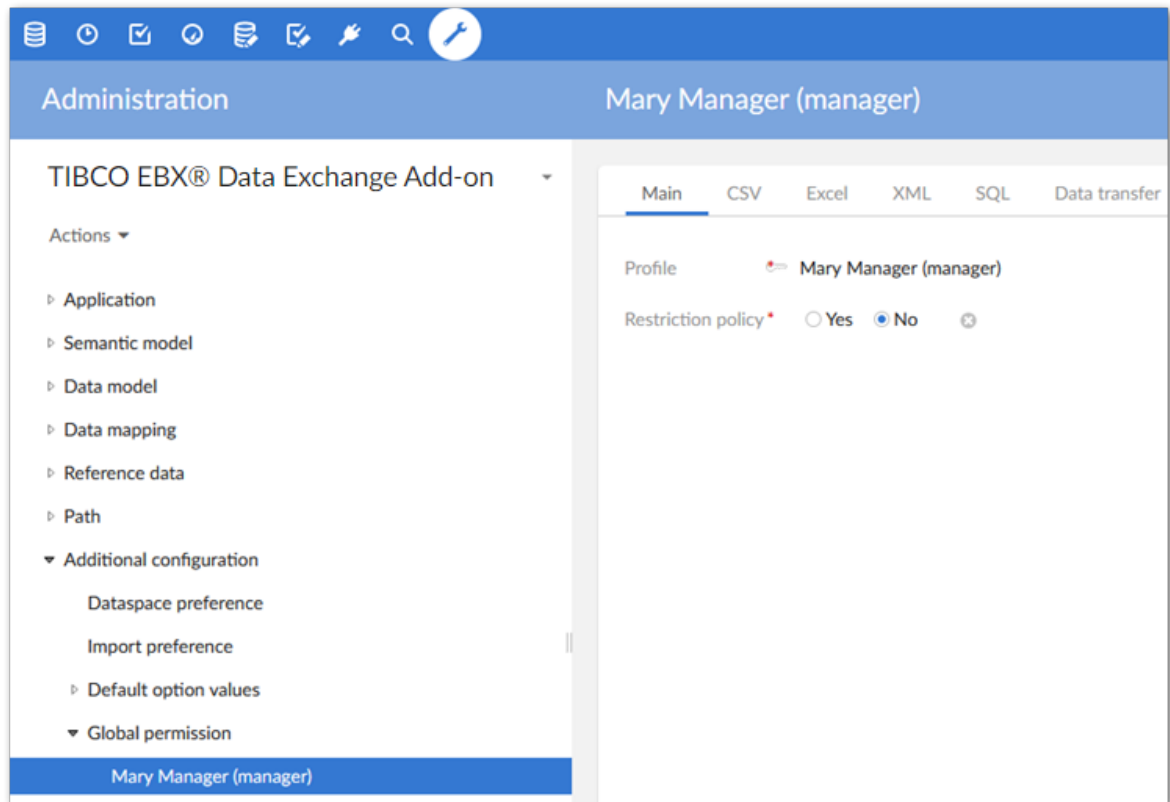 Administration
Mary Manager (manager)
TIBCO EBX® Data Exchange Add-on
Actions
Application
Semantic model
Data model
Data mapping
Reference data
Path
Additional configuration
Dataspace preference
Import preference
Default option values
Global permission
Mary Manager (manager)
Main CSV Excel XML SQL Data transfer
Profile Mary Manager (manager)
Restriction policy* Yes No